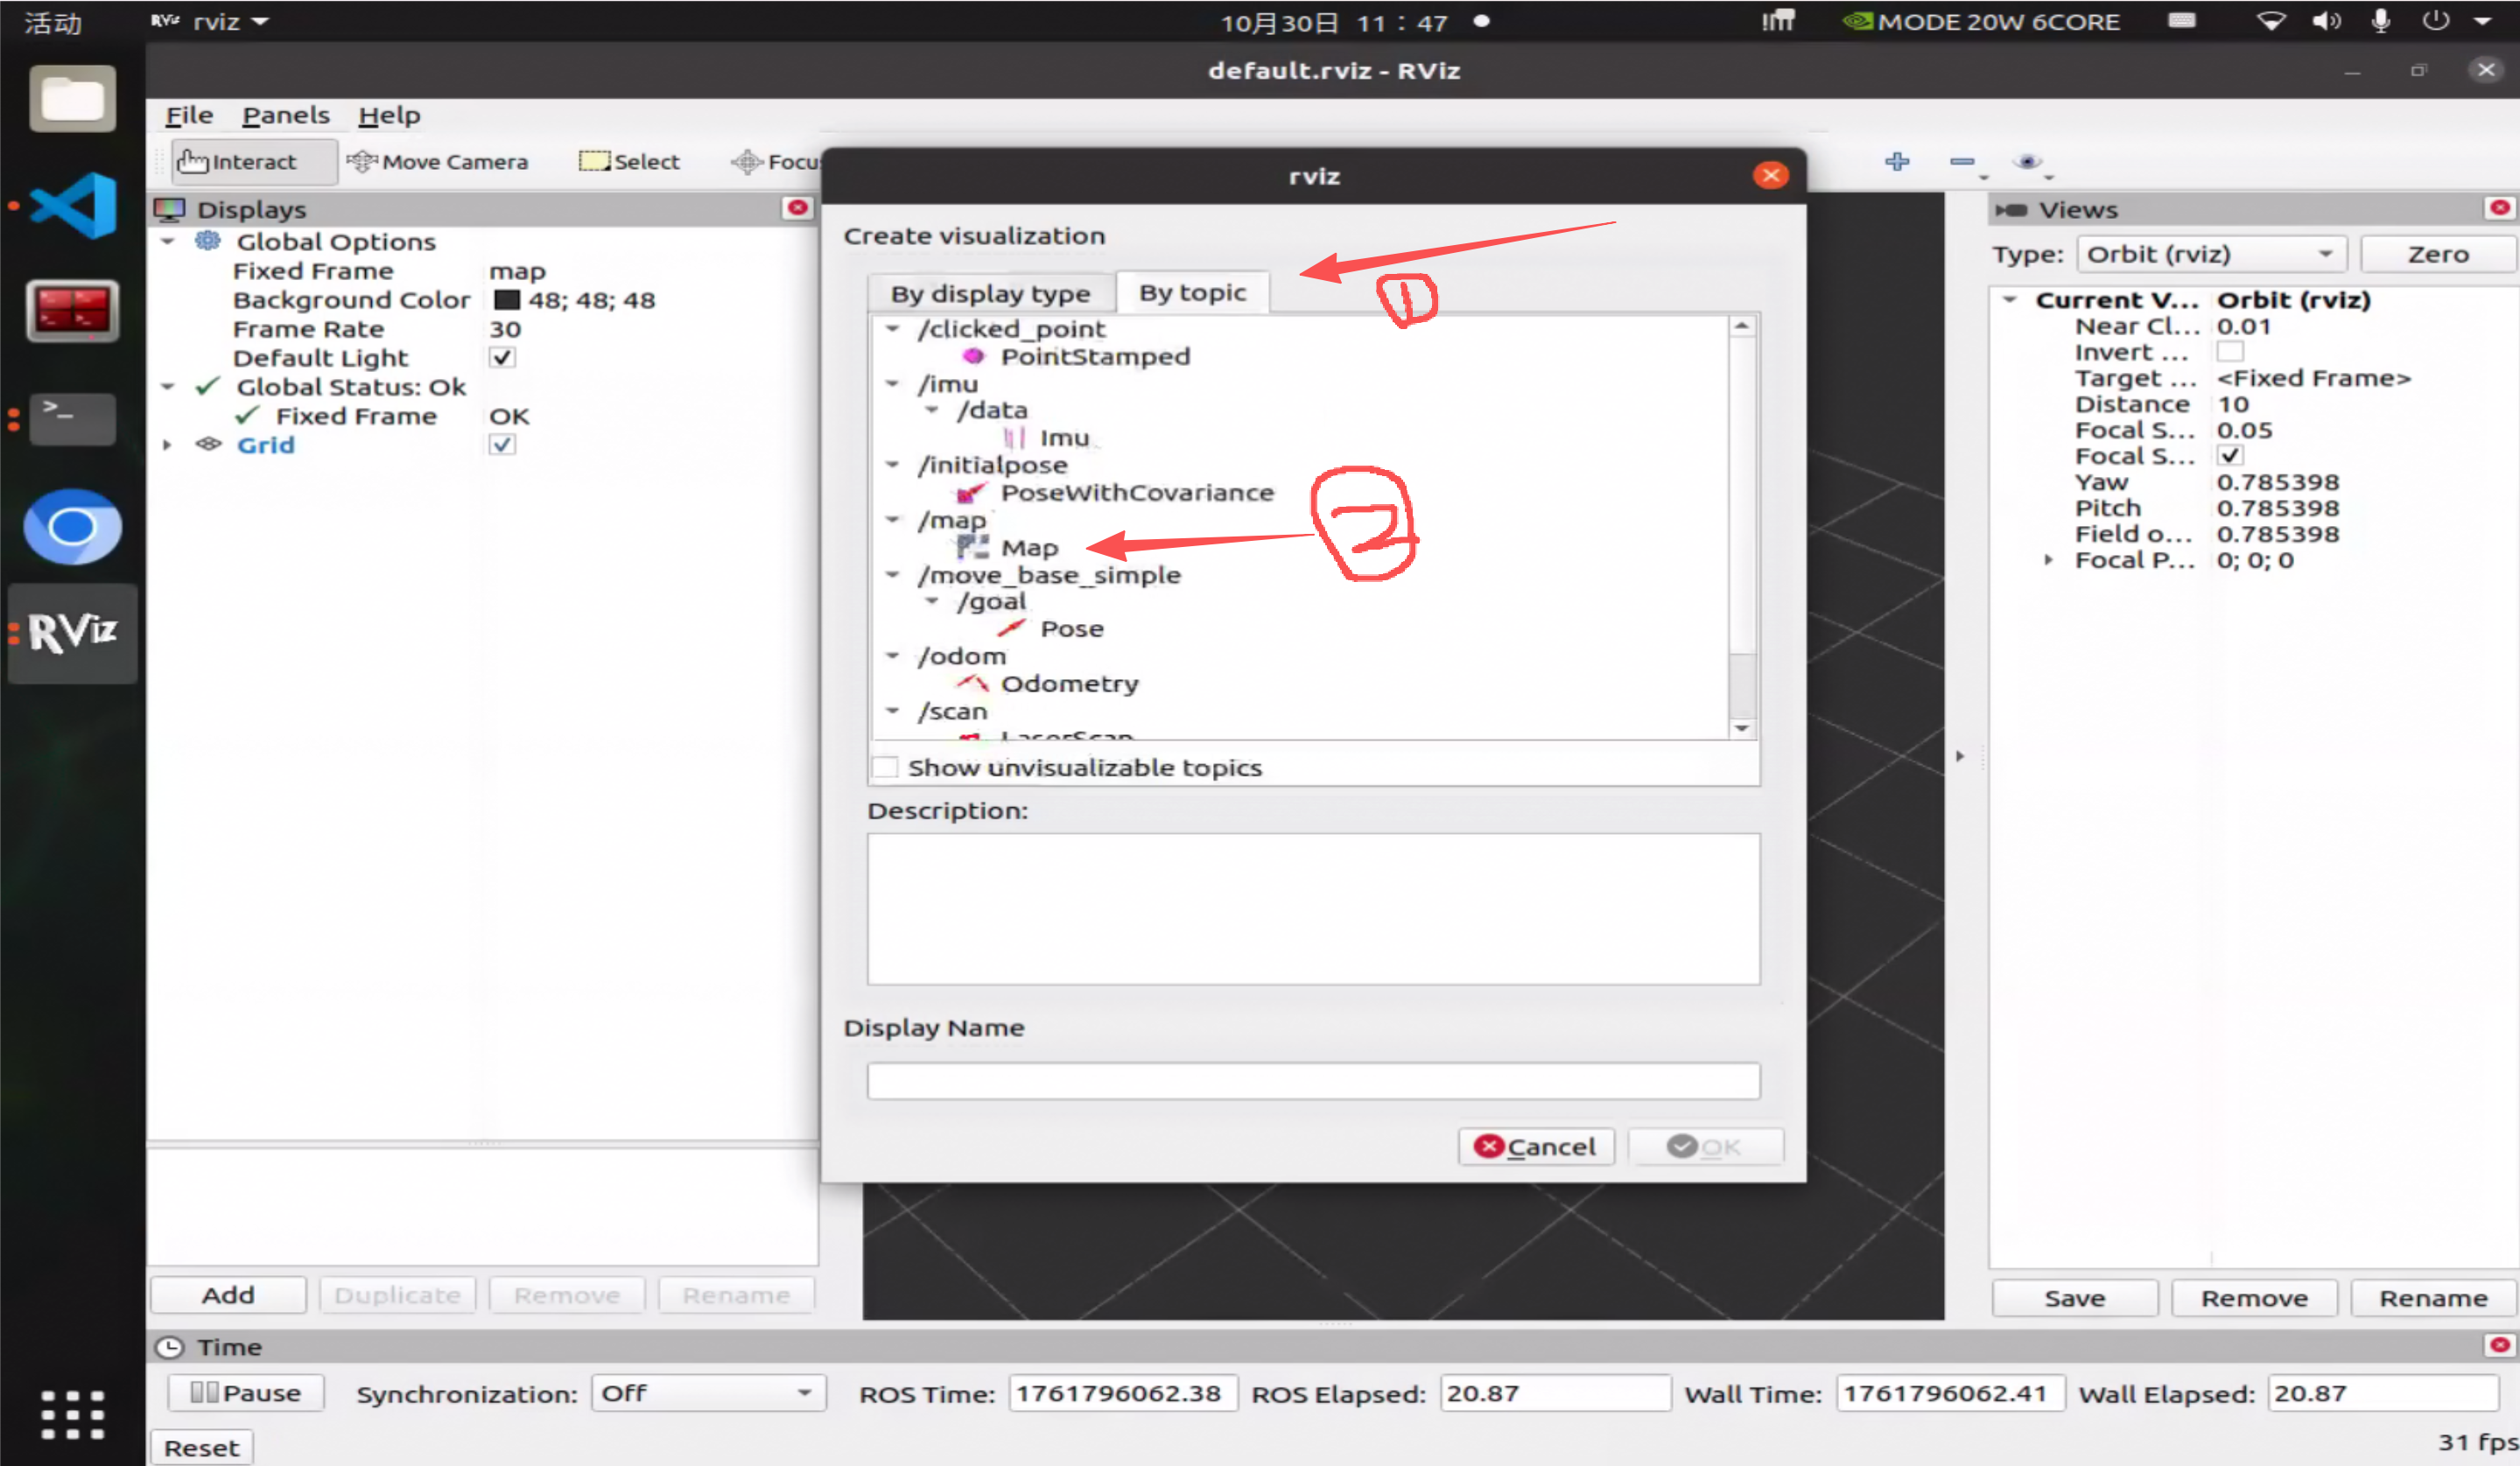 活动
RViz rviz
10月30日 11：47
MODE 20W 6CORE
default.rviz - RViz
File Panels Help
Interact Move Camera Select Focus
Displays
Global Options
Fixed Frame map
Background Color 48; 48; 48
Frame Rate 30
Default Light
Global Status: Ok
Fixed Frame OK
Grid
Add Duplicate Remove Rename
RViz
rviz
Create visualization
By display type By topic
①
/clicked_point
PointStamped
/imu
/data
Imu
/initialpose
PoseWithCovariance
/map
Map
②
/move_base_simple
/goal
Pose
/odom
Odometry
/scan
LaserScan
Show unvisualizable topics
Description:
Display Name
Cancel OK
Views
Type: Orbit (rviz) Zero
Current V... Orbit (rviz)
Near Cl... 0.01
Invert ...
Target ... <Fixed Frame>
Distance 10
Focal S... 0.05
Focal S...
Yaw 0.785398
Pitch 0.785398
Field o... 0.785398
Focal P... 0; 0; 0
Save Remove Rename
Time
Pause Synchronization: Off ROS Time: 1761796062.38 ROS Elapsed: 20.87 Wall Time: 1761796062.41 Wall Elapsed: 20.87
Reset 31 fps